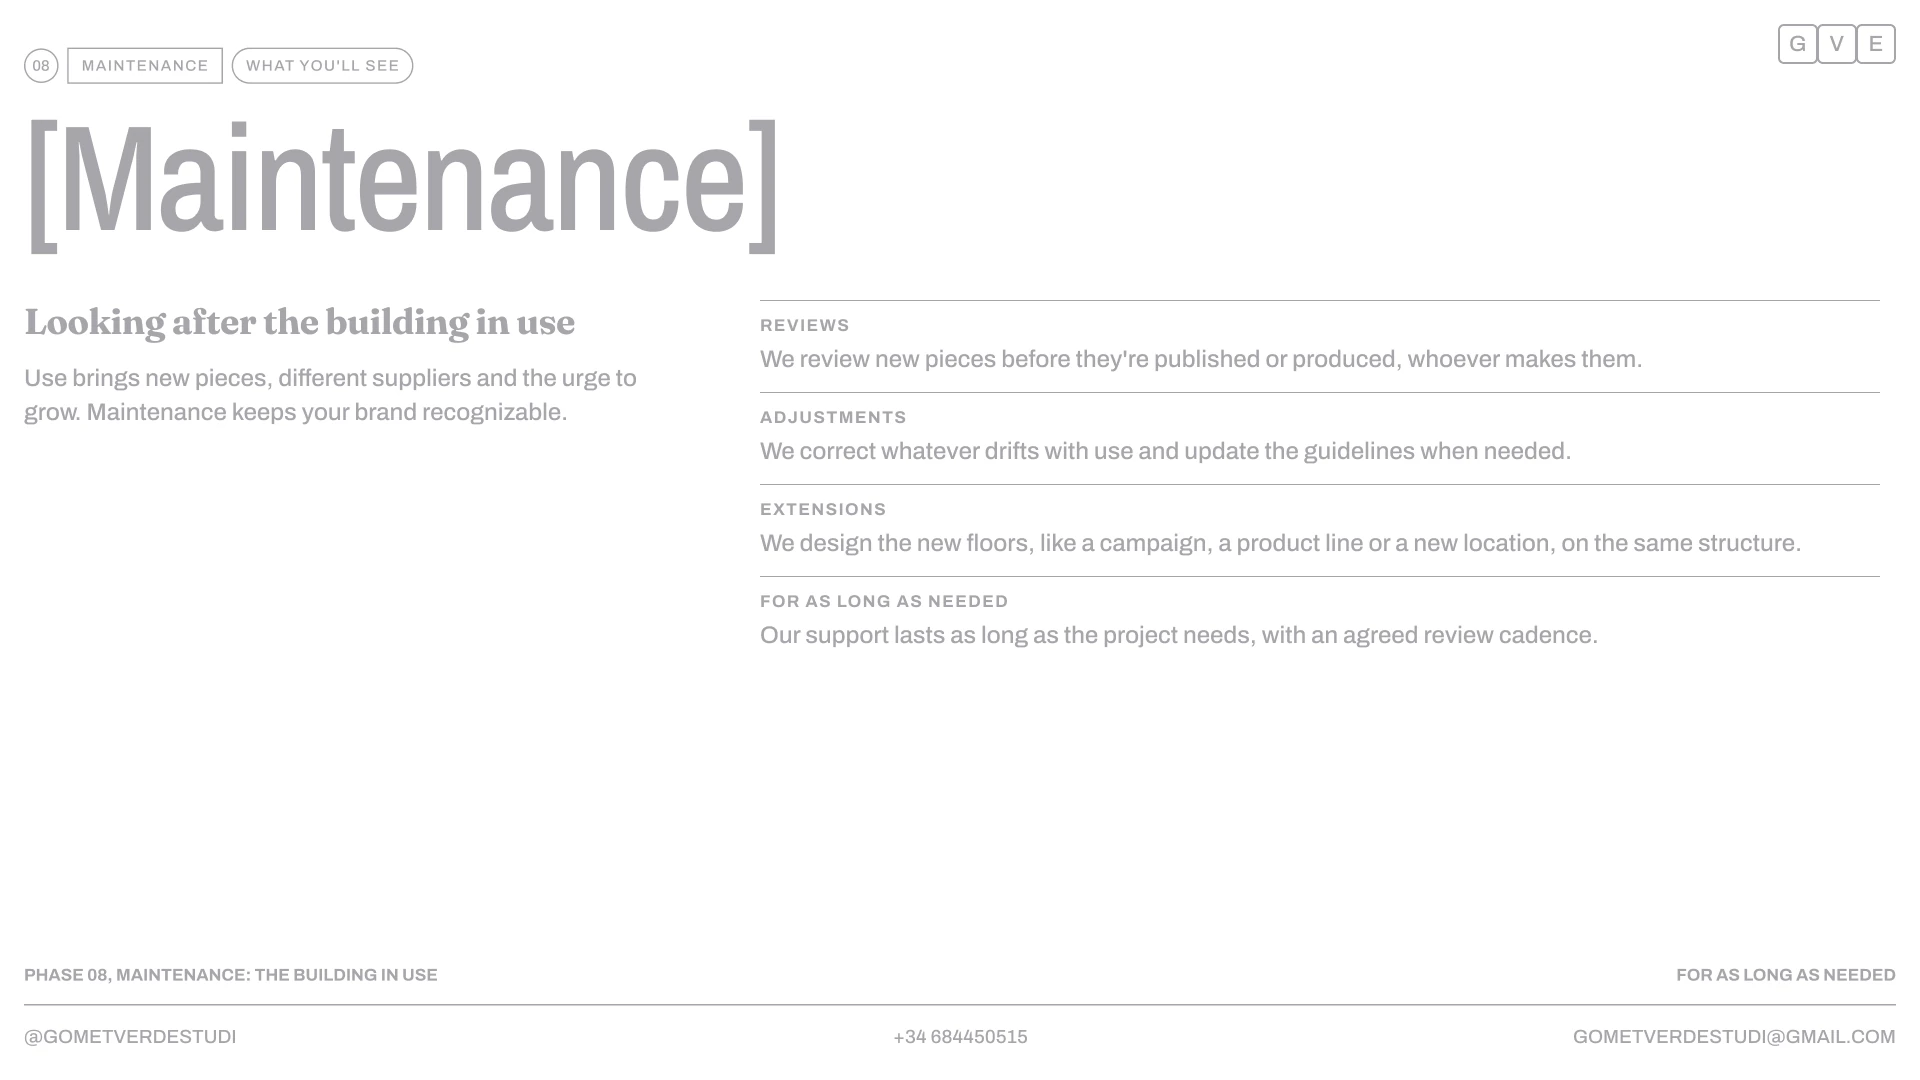 08 MAINTENANCE WHAT YOU'LL SEE
G V E
[Maintenance]
Looking after the building in use
Use brings new pieces, different suppliers and the urge to
grow. Maintenance keeps your brand recognizable.
REVIEWS
We review new pieces before they're published or produced, whoever makes them.
ADJUSTMENTS
We correct whatever drifts with use and update the guidelines when needed.
EXTENSIONS
We design the new floors, like a campaign, a product line or a new location, on the same structure.
FOR AS LONG AS NEEDED
Our support lasts as long as the project needs, with an agreed review cadence.
PHASE 08, MAINTENANCE: THE BUILDING IN USE
FOR AS LONG AS NEEDED
@GOMETVERDESTUDI
+34 684450515
GOMETVERDESTUDI@GMAIL.COM